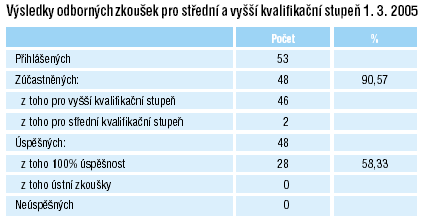 Výsledky odborných zkoušek pro střední a vyšší kvalifikační stupeň 1. 3. 2005
Počet %
Přihlášených 53
Zúčastněných: 48 90,57
z toho pro vyšší kvalifikační stupeň 46
z toho pro střední kvalifikační stupeň 2
Úspěšných: 48
z toho 100% úspěšnost 28 58,33
z toho ústní zkoušky 0
Neúspěšných 0